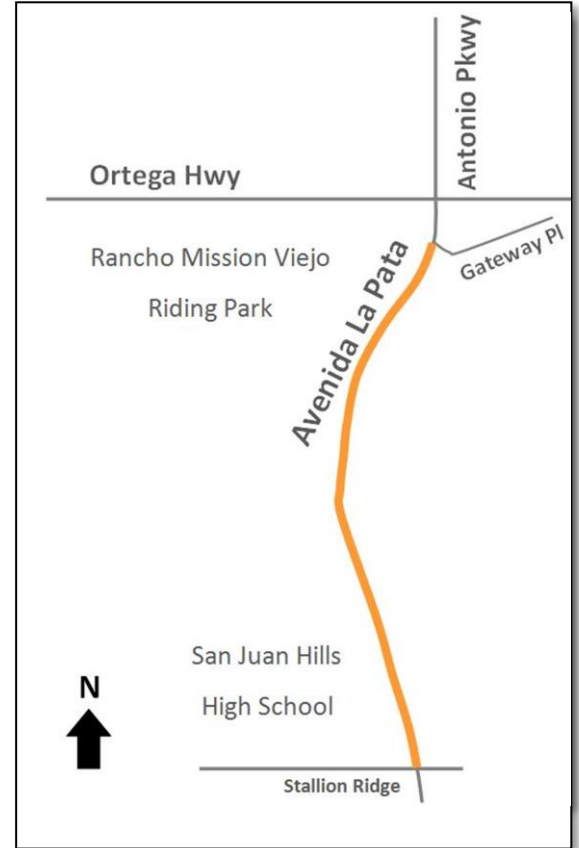 Antonio Pkwy
Ortega Hwy
Gateway Pl
Rancho Mission Viejo
Riding Park
Avenida La Pata
San Juan Hills
High School
N
Stallion Ridge